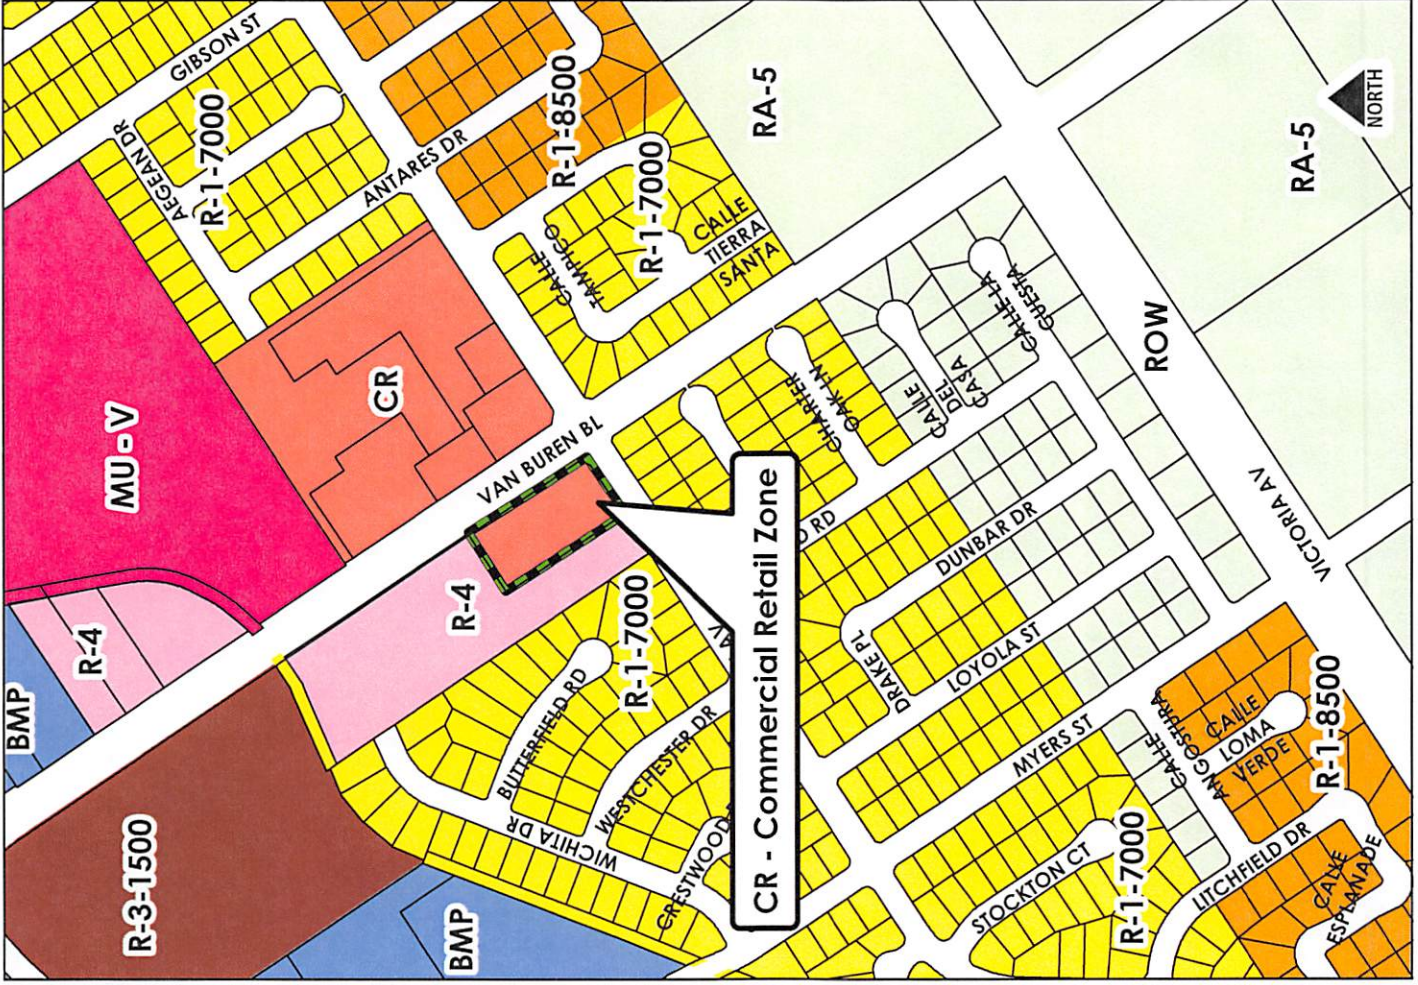 GIBSON ST
AEGEAN DR
R-1-7000
ANTARES DR
R-1-8500
RA-5
RA-5
NORTH
MU - V
CR
CALLE
TAMPICO
R-1-7000
CALLE
TIERRA
SANTA
VAN BUREN BL
CHARTER
OAK LN
CALLE
DEL
CASA
CALLE LA
CUESTA
ROW
BMP
R-4
R-4
CR - Commercial Retail Zone
R-1-7000
AV
DUNBAR DR
DRAKE PL
LOYOLA ST
VICTORIA AV
BUTTERFIELD RD
WESTCHESTER DR
WICHITA DR
MYERS ST
CALLE
ANGOSTURA
CALLE
LOMA
VERDE
R-1-8500
R-3-1500
BMP
STOCKTON CT
R-1-7000
LITCHFIELD DR
CALLE
ESPLANADE